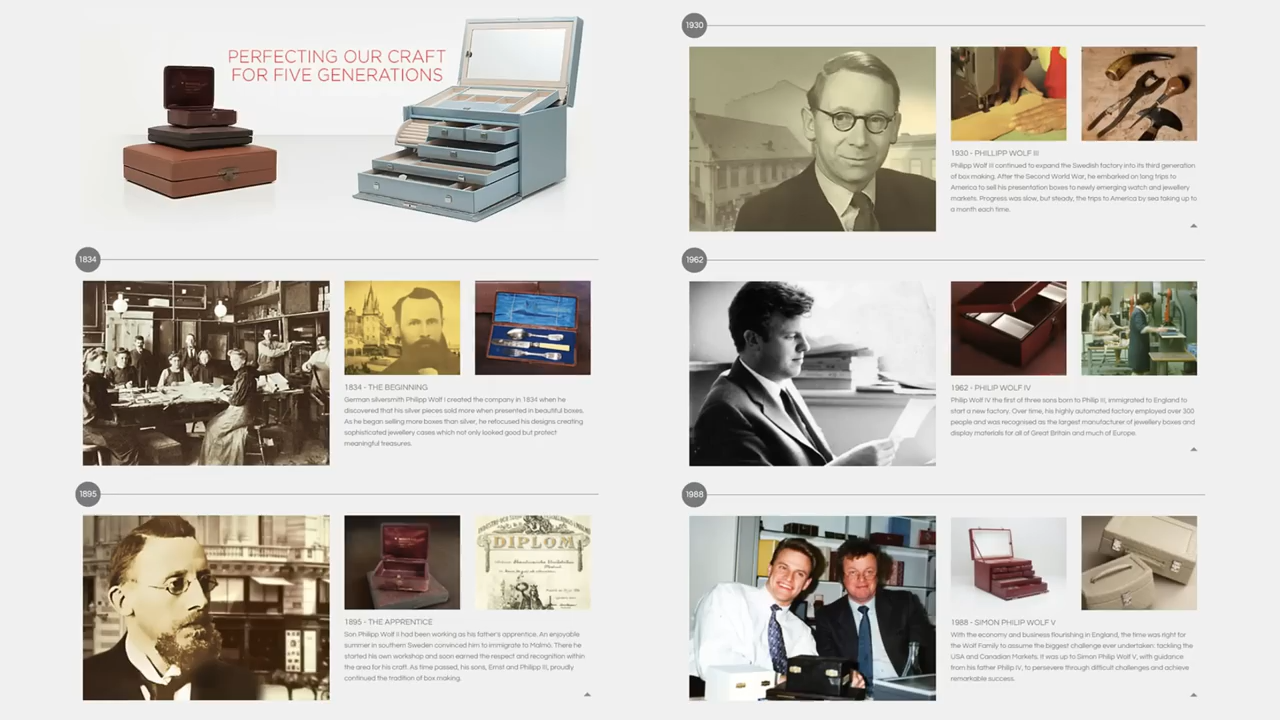 PERFECTING OUR CRAFT
FOR FIVE GENERATIONS
1834
1834 - THE BEGINNING
German silversmith Philipp Wolf I created the company in 1834 when he
discovered that his silver pieces sold more when presented in beautiful boxes.
As he began selling more boxes than silver, he refocused his designs creating
sophisticated jewellery cases which not only looked good but protect
meaningful treasures.
1895
DIPLOM
1895 - THE APPRENTICE
Son Philipp Wolf II had been working as his father's apprentice. An enjoyable
summer in southern Sweden convinced him to immigrate to Malmö. There he
started his own workshop and soon earned the respect and recognition within
the area for his craft. As time passed, his sons, Ernst and Philipp III, proudly
continued the tradition of box making.
1930
1930 - PHILLIPP WOLF III
Philipp Wolf III continued to expand the Swedish factory into its third generation
of box making. After the Second World War, he embarked on long trips to
America to sell his presentation boxes to newly emerging watch and jewellery
markets. Progress was slow, but steady, the trips to America by sea taking up to
a month each time.
1962
1962 - PHILIP WOLF IV
Philip Wolf IV the first of three sons born to Philip III, immigrated to England to
start a new factory. Over time, his highly automated factory employed over 300
people and was recognised as the largest manufacturer of jewellery boxes and
display materials for all of Great Britain and much of Europe.
1988
1988 - SIMON PHILIP WOLF V
With the economy and business flourishing in England, the time was right for
the Wolf Family to assume the biggest challenge ever undertaken: tackling the
USA and Canadian Markets. It was up to Simon Philip Wolf V, with guidance
from his father Philip IV, to persevere through difficult challenges and achieve
remarkable success.